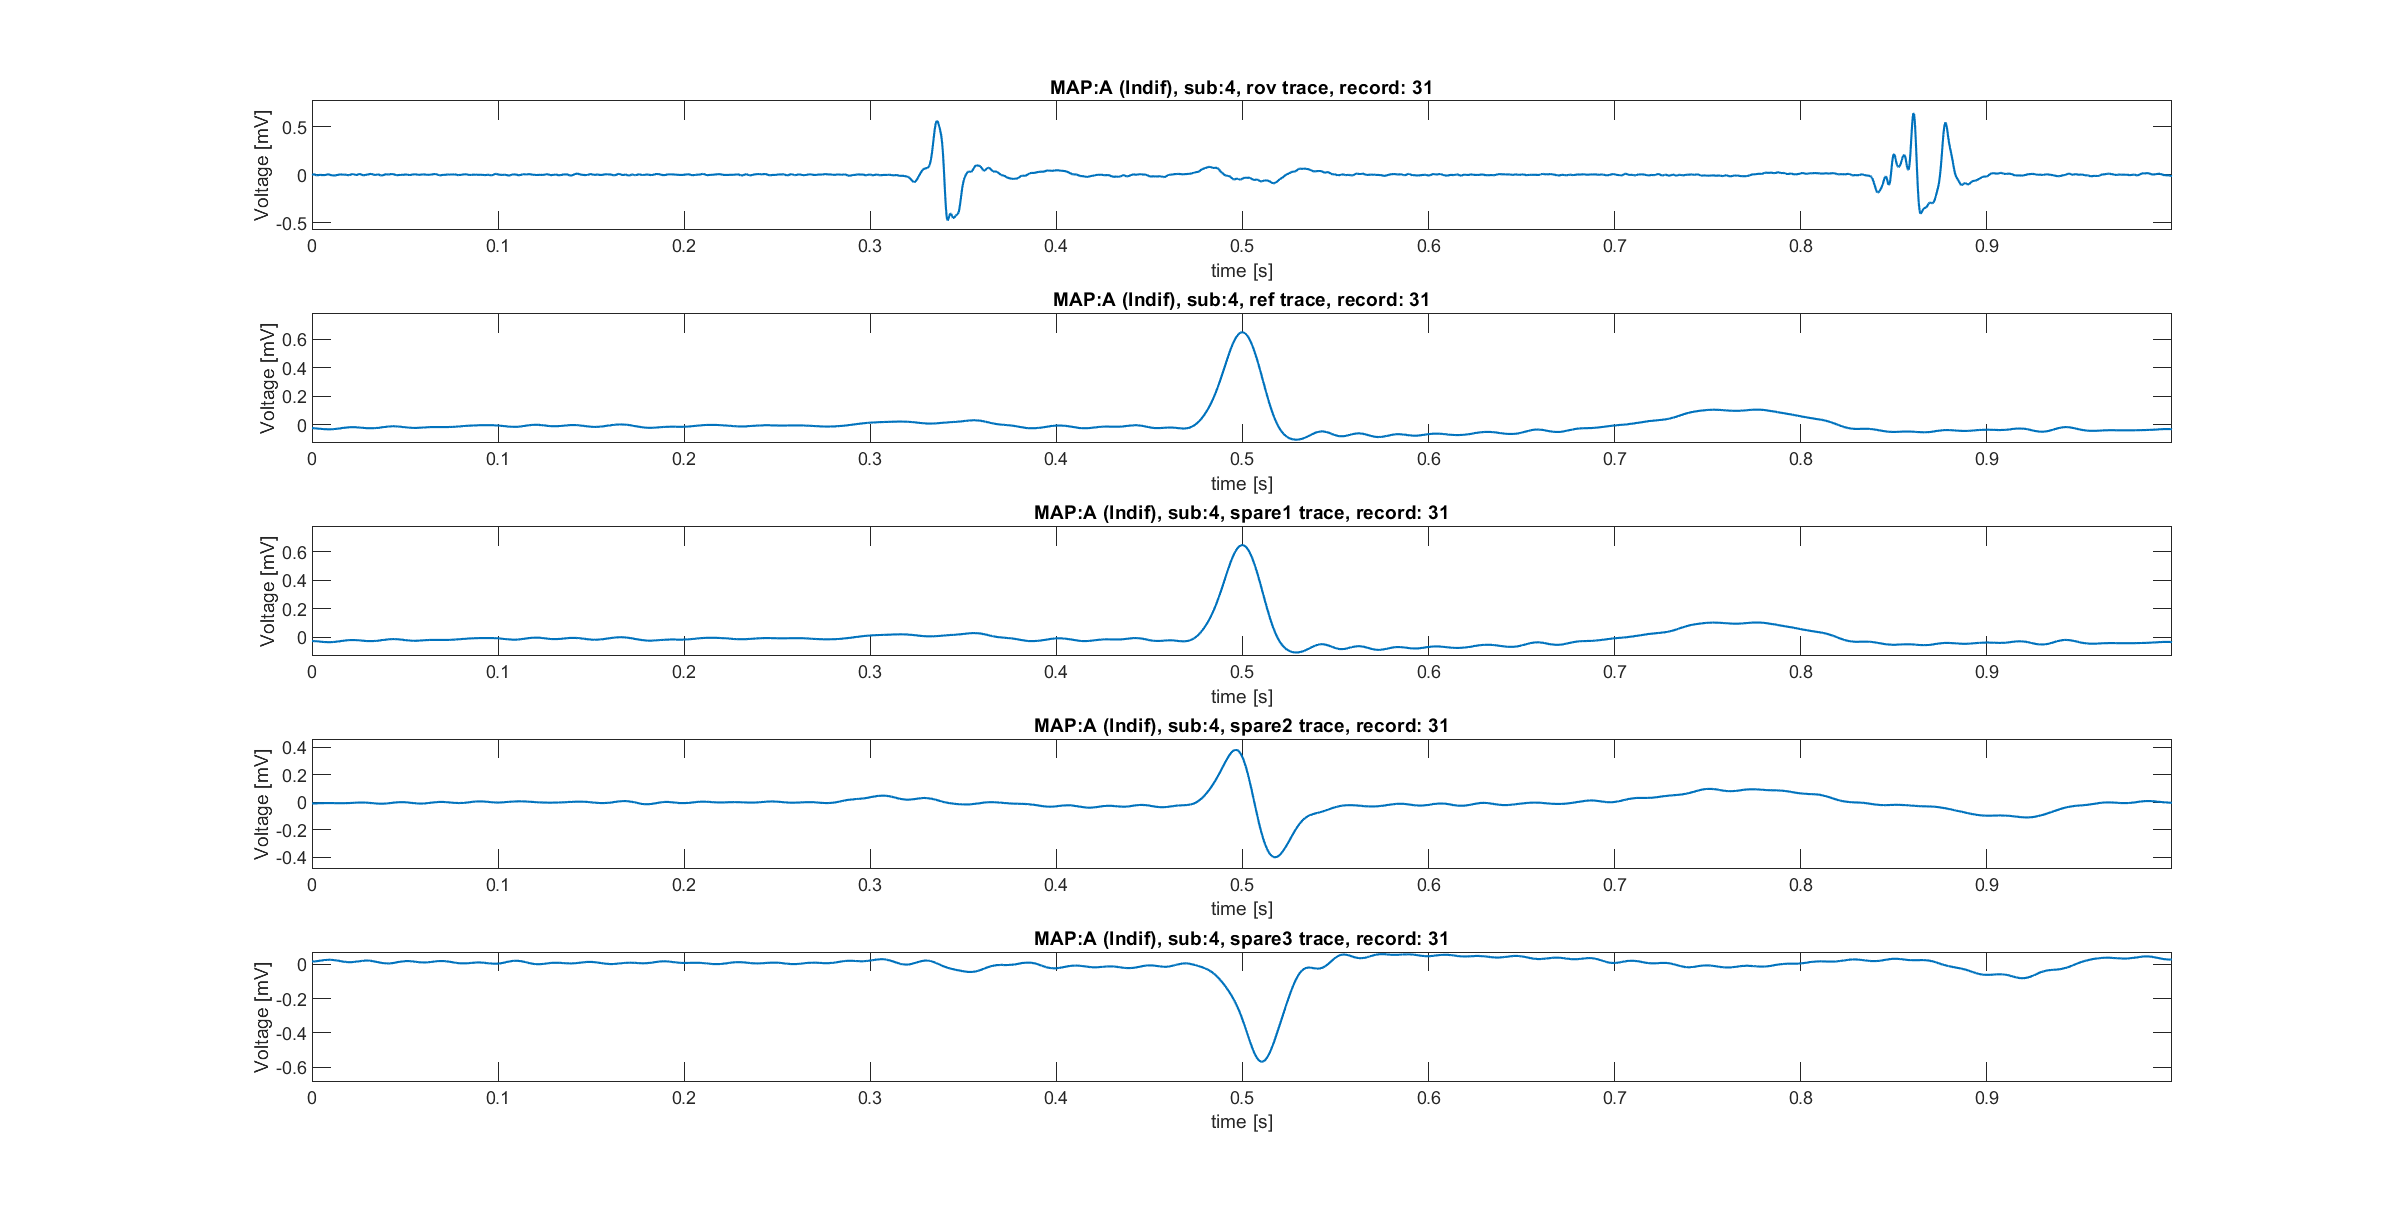 MAP:A (Indif), sub:4, rov trace, record: 31
Voltage [mV]
0.5
0
-0.5
0 0.1 0.2 0.3 0.4 0.5 0.6 0.7 0.8 0.9
time [s]
MAP:A (Indif), sub:4, ref trace, record: 31
Voltage [mV]
0.6
0.4
0.2
0
0 0.1 0.2 0.3 0.4 0.5 0.6 0.7 0.8 0.9
time [s]
MAP:A (Indif), sub:4, spare1 trace, record: 31
Voltage [mV]
0.6
0.4
0.2
0
0 0.1 0.2 0.3 0.4 0.5 0.6 0.7 0.8 0.9
time [s]
MAP:A (Indif), sub:4, spare2 trace, record: 31
Voltage [mV]
0.4
0.2
0
-0.2
-0.4
0 0.1 0.2 0.3 0.4 0.5 0.6 0.7 0.8 0.9
time [s]
MAP:A (Indif), sub:4, spare3 trace, record: 31
Voltage [mV]
0
-0.2
-0.4
-0.6
0 0.1 0.2 0.3 0.4 0.5 0.6 0.7 0.8 0.9
time [s]